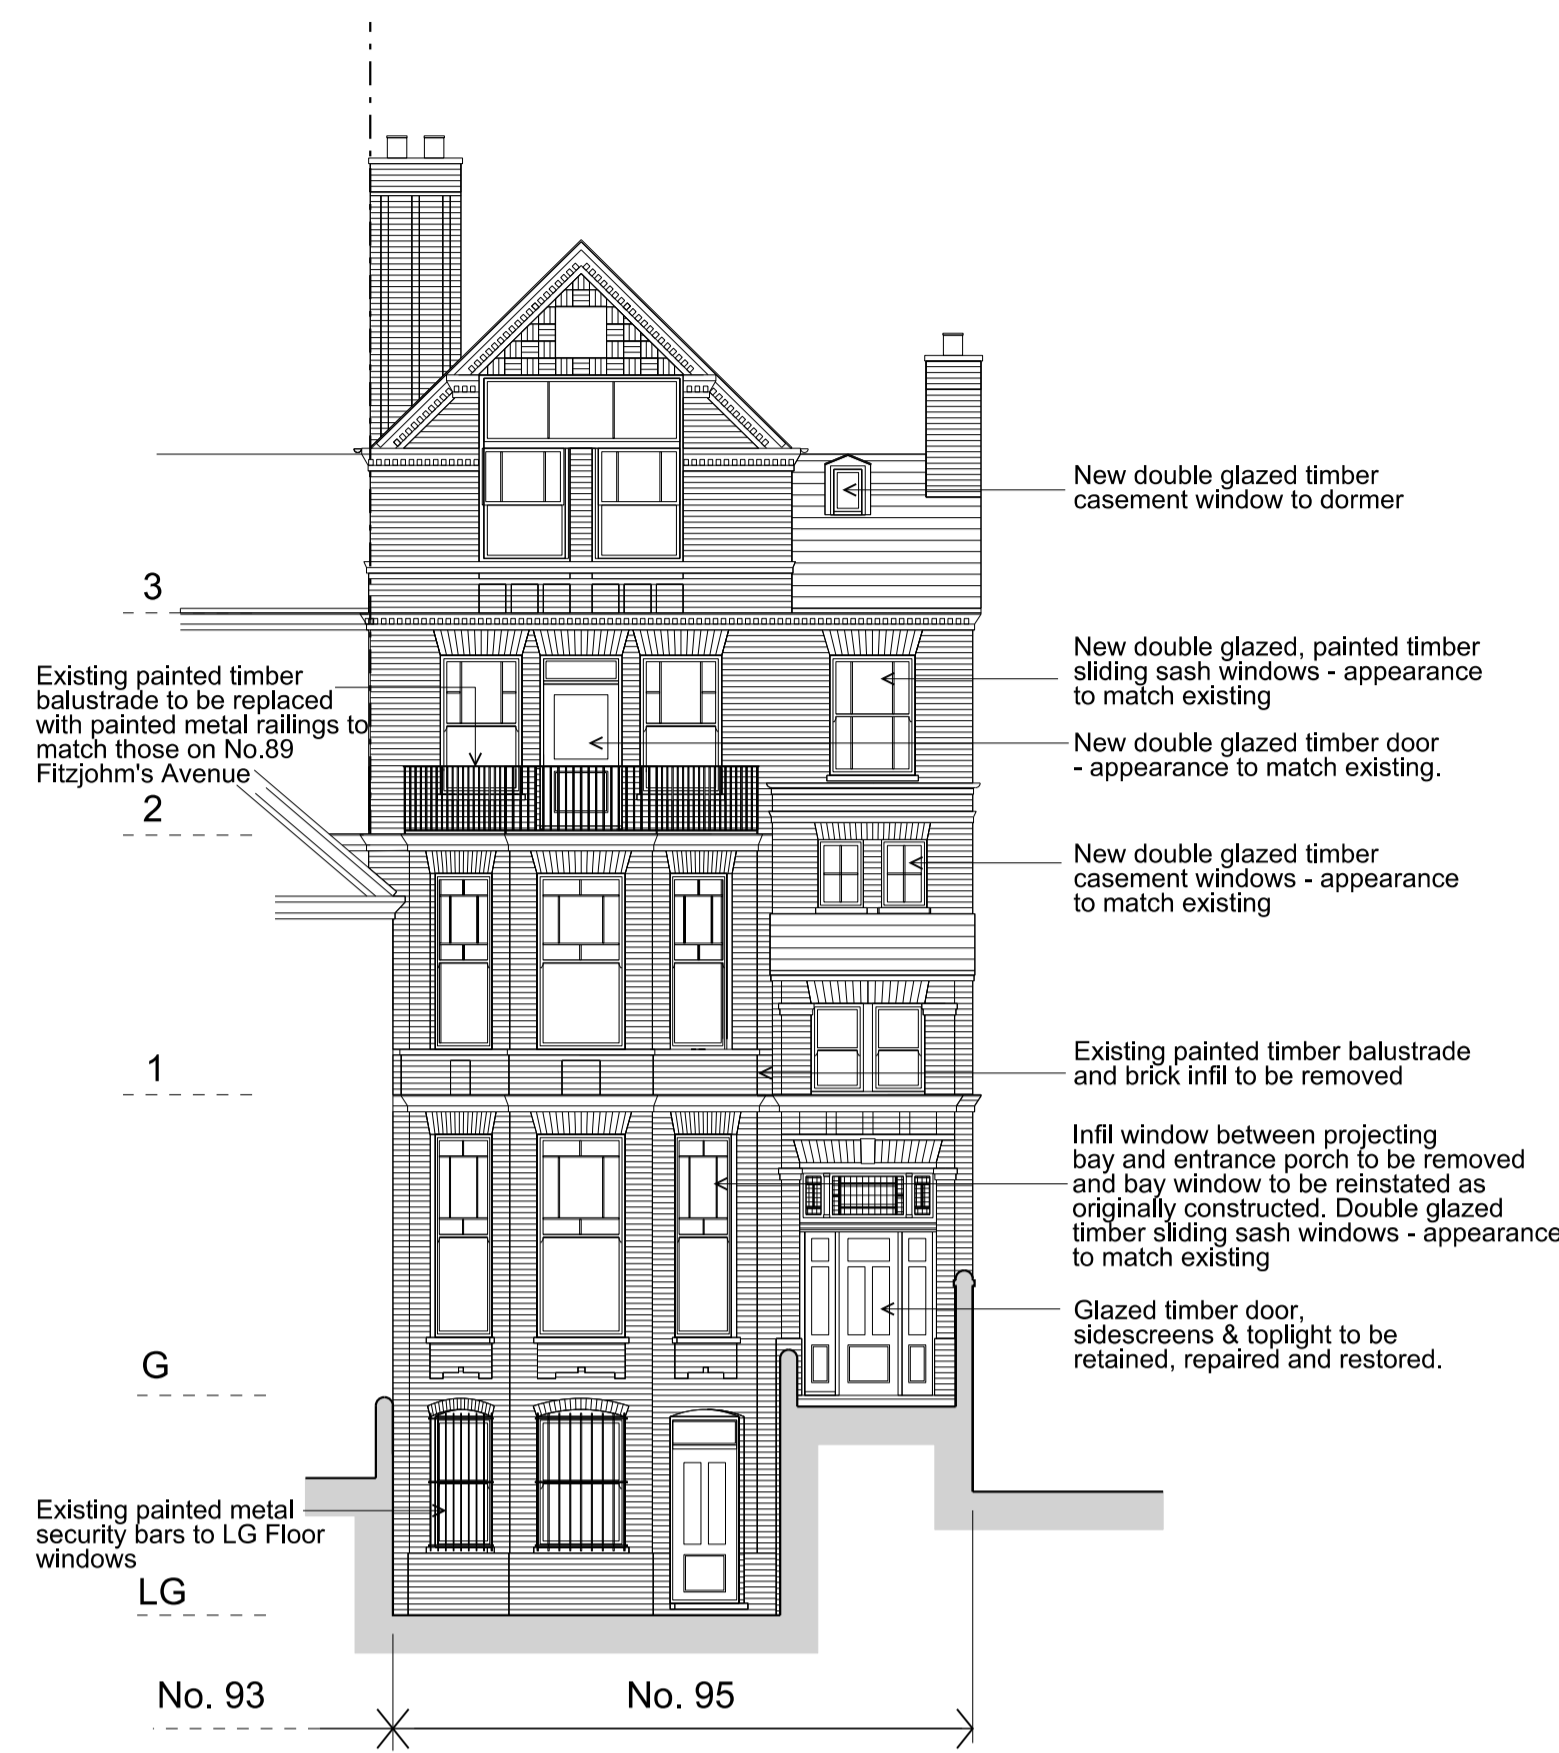 New double glazed timber
casement window to dormer
3
New double glazed, painted timber
sliding sash windows - appearance
to match existing
Existing painted timber
balustrade to be replaced
with painted metal railings to
match those on No.89
Fitzjohm's Avenue
New double glazed timber door
- appearance to match existing.
2
New double glazed timber
casement windows - appearance
to match existing
1
Existing painted timber balustrade
and brick infil to be removed
Infil window between projecting
bay and entrance porch to be removed
and bay window to be reinstated as
originally constructed. Double glazed
timber sliding sash windows - appearance
to match existing
G
Glazed timber door,
sidescreens & toplight to be
retained, repaired and restored.
Existing painted metal
security bars to LG Floor
windows
LG
No. 93
No. 95